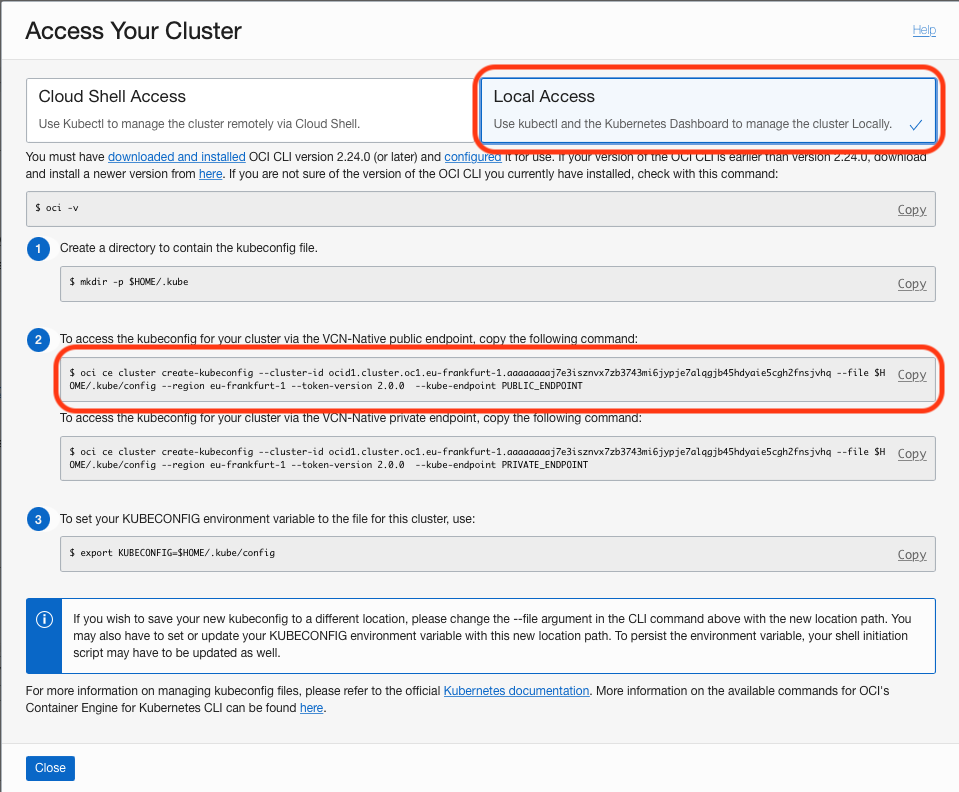 Access Your Cluster
Help
Cloud Shell Access
Use Kubectl to manage the cluster remotely via Cloud Shell.
Local Access
Use kubectl and the Kubernetes Dashboard to manage the cluster Locally.
You must have downloaded and installed OCI CLI version 2.24.0 (or later) and configured it for use. If your version of the OCI CLI is earlier than version 2.24.0, download
and install a newer version from here. If you are not sure of the version of the OCI CLI you currently have installed, check with this command:
$ oci -v
Copy
1
Create a directory to contain the kubeconfig file.
$ mkdir -p $HOME/.kube
Copy
2
To access the kubeconfig for your cluster via the VCN-Native public endpoint, copy the following command:
$ oci ce cluster create-kubeconfig --cluster-id ocid1.cluster.oc1.eu-frankfurt-1.aaaaaaaaj7e3isznvx7zb3743mi6jypje7alqgjb45hdyaie5cgh2fnsjvhq --file $H
OME/.kube/config --region eu-frankfurt-1 --token-version 2.0.0  --kube-endpoint PUBLIC_ENDPOINT
Copy
To access the kubeconfig for your cluster via the VCN-Native private endpoint, copy the following command:
$ oci ce cluster create-kubeconfig --cluster-id ocid1.cluster.oc1.eu-frankfurt-1.aaaaaaaaj7e3isznvx7zb3743mi6jypje7alqgjb45hdyaie5cgh2fnsjvhq --file $H
OME/.kube/config --region eu-frankfurt-1 --token-version 2.0.0  --kube-endpoint PRIVATE_ENDPOINT
Copy
3
To set your KUBECONFIG environment variable to the file for this cluster, use:
$ export KUBECONFIG=$HOME/.kube/config
Copy
If you wish to save your new kubeconfig to a different location, please change the --file argument in the CLI command above with the new location path. You
may also have to set or update your KUBECONFIG environment variable with this new location path. To persist the environment variable, your shell initiation
script may have to be updated as well.
For more information on managing kubeconfig files, please refer to the official Kubernetes documentation. More information on the available commands for OCI's
Container Engine for Kubernetes CLI can be found here.
Close